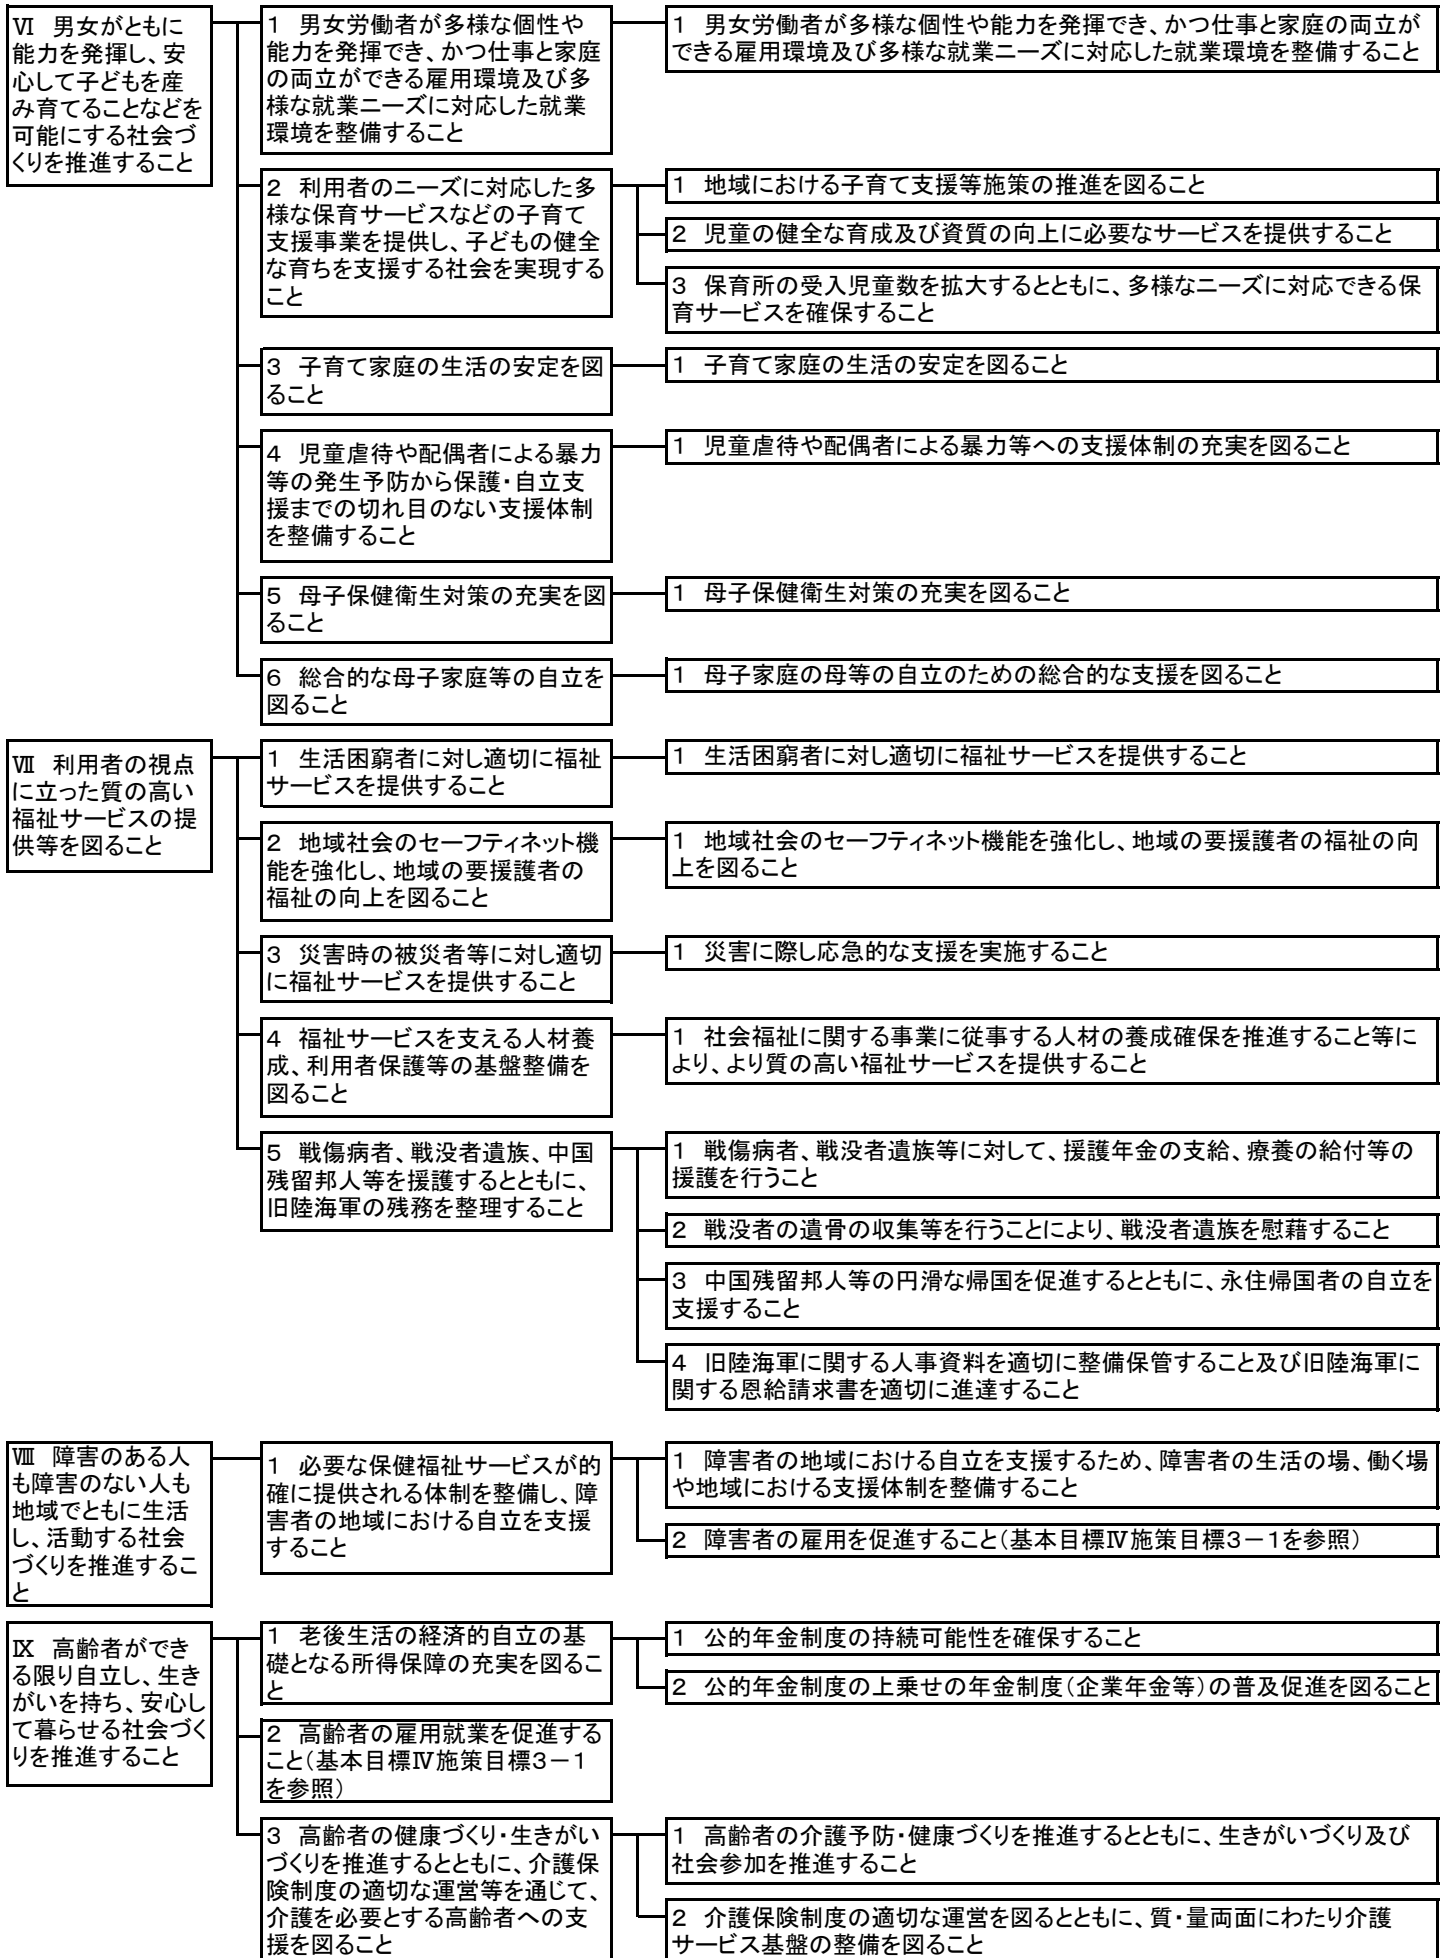 Ⅵ　男女がともに
能力を発揮し、安
心して子どもを産
み育てることなどを
可能にする社会づ
くりを推進すること
１　男女労働者が多様な個性や
能力を発揮でき、かつ仕事と家庭
の両立ができる雇用環境及び多
様な就業ニーズに対応した就業
環境を整備すること
１　男女労働者が多様な個性や能力を発揮でき、かつ仕事と家庭の両立が
できる雇用環境及び多様な就業ニーズに対応した就業環境を整備すること
２　利用者のニーズに対応した多
様な保育サービスなどの子育て
支援事業を提供し、子どもの健全
な育ちを支援する社会を実現する
こと
１　地域における子育て支援等施策の推進を図ること
２　児童の健全な育成及び資質の向上に必要なサービスを提供すること
３　保育所の受入児童数を拡大するとともに、多様なニーズに対応できる保
育サービスを確保すること
３　子育て家庭の生活の安定を図
ること
１　子育て家庭の生活の安定を図ること
４　児童虐待や配偶者による暴力
等の発生予防から保護・自立支
援までの切れ目のない支援体制
を整備すること
１　児童虐待や配偶者による暴力等への支援体制の充実を図ること
５　母子保健衛生対策の充実を図
ること
１　母子保健衛生対策の充実を図ること
６　総合的な母子家庭等の自立を
図ること
１　母子家庭の母等の自立のための総合的な支援を図ること
Ⅶ　利用者の視点
に立った質の高い
福祉サービスの提
供等を図ること
１　生活困窮者に対し適切に福祉
サービスを提供すること
１　生活困窮者に対し適切に福祉サービスを提供すること
２　地域社会のセーフティネット機
能を強化し、地域の要援護者の
福祉の向上を図ること
１　地域社会のセーフティネット機能を強化し、地域の要援護者の福祉の向
上を図ること
３　災害時の被災者等に対し適切
に福祉サービスを提供すること
１　災害に際し応急的な支援を実施すること
４　福祉サービスを支える人材養
成、利用者保護等の基盤整備を
図ること
１　社会福祉に関する事業に従事する人材の養成確保を推進すること等に
より、より質の高い福祉サービスを提供すること
５　戦傷病者、戦没者遺族、中国
残留邦人等を援護するとともに、
旧陸海軍の残務を整理すること
１　戦傷病者、戦没者遺族等に対して、援護年金の支給、療養の給付等の
援護を行うこと
２　戦没者の遺骨の収集等を行うことにより、戦没者遺族を慰藉すること
３　中国残留邦人等の円滑な帰国を促進するとともに、永住帰国者の自立を
支援すること
４　旧陸海軍に関する人事資料を適切に整備保管すること及び旧陸海軍に
関する恩給請求書を適切に進達すること
Ⅷ　障害のある人
も障害のない人も
地域でともに生活
し、活動する社会
づくりを推進するこ
と
１　必要な保健福祉サービスが的
確に提供される体制を整備し、障
害者の地域における自立を支援
すること
１　障害者の地域における自立を支援するため、障害者の生活の場、働く場
や地域における支援体制を整備すること
２　障害者の雇用を促進すること（基本目標Ⅳ施策目標３－１を参照）
Ⅸ　高齢者ができ
る限り自立し、生き
がいを持ち、安心し
て暮らせる社会づく
りを推進すること
１　老後生活の経済的自立の基
礎となる所得保障の充実を図るこ
と
１　公的年金制度の持続可能性を確保すること
２　公的年金制度の上乗せの年金制度（企業年金等）の普及促進を図ること
２　高齢者の雇用就業を促進する
こと（基本目標Ⅳ施策目標３－１
を参照）
３　高齢者の健康づくり・生きがい
づくりを推進するとともに、介護保
険制度の適切な運営等を通じて、
介護を必要とする高齢者への支
援を図ること
１　高齢者の介護予防・健康づくりを推進するとともに、生きがいづくり及び
社会参加を推進すること
２　介護保険制度の適切な運営を図るとともに、質・量両面にわたり介護
サービス基盤の整備を図ること